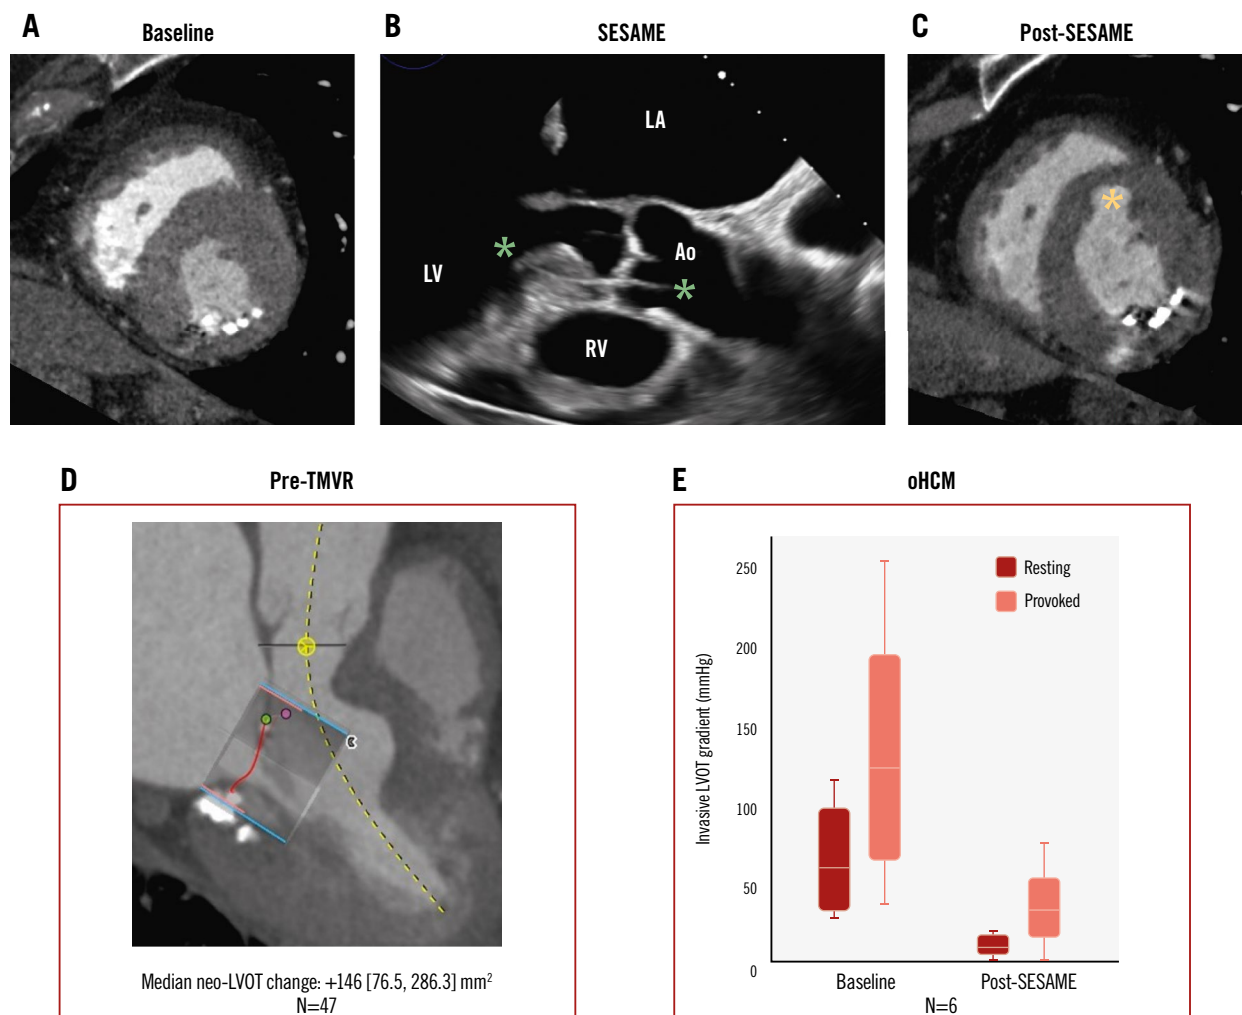 A
Baseline
B
SESAME
C
Post-SESAME
LA
*
Ao
LV
*
RV
*
D
Pre-TMVR
Median neo-LVOT change: +146 [76.5, 286.3] mm²
N=47
E
oHCM
Resting
Provoked
Invasive LVOT gradient (mmHg)
250
200
150
100
50
0
Baseline
Post-SESAME
N=6